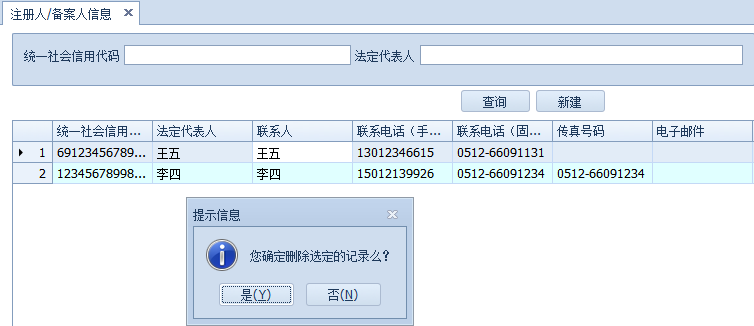 注册人/备案人信息
统一社会信用代码 法定代表人
查询 新建
统一社会信用... 法定代表人 联系人 联系电话（手... 联系电话（固... 传真号码 电子邮件
1 69123456789... 王五 王五 13012346615 0512-66091131
2 12345678998... 李四 李四 15012139926 0512-66091234 0512-66091234
提示信息
您确定删除选定的记录么?
是(Y) 否(N)